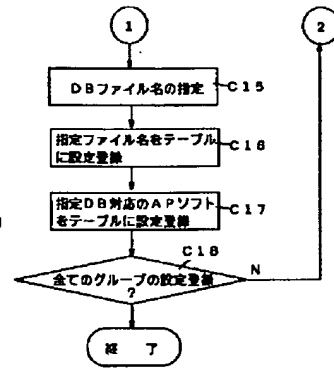 1
2
DBファイル名の指定
C15
指定ファイル名をテーブル
に設定登録
C16
指定DB対応のAPソフト
をテーブルに設定登録
C17
C18
全てのグループの設定登録
?
N
終 了